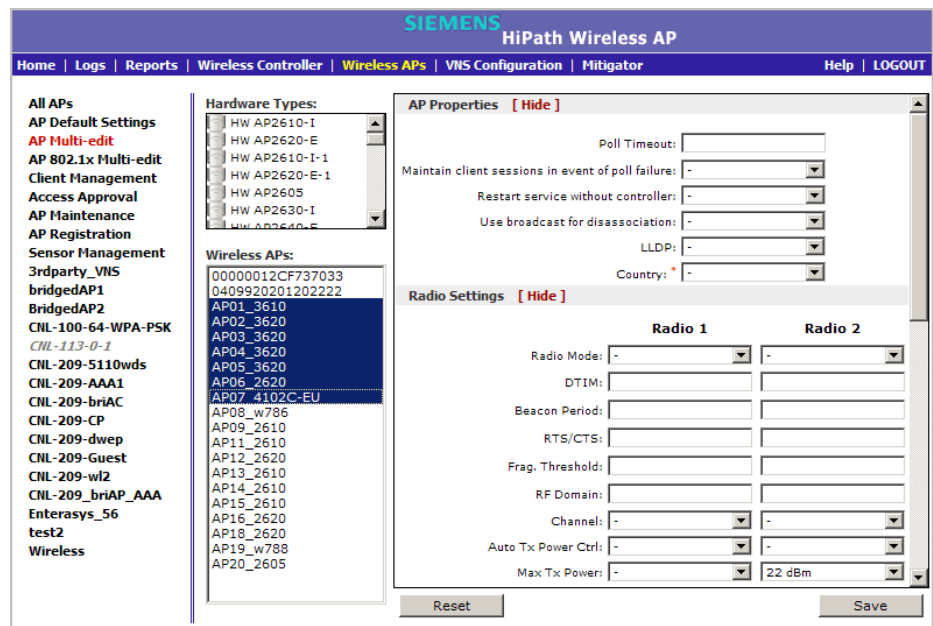 SIEMENS
HiPath Wireless AP
Home | Logs | Reports | Wireless Controller | Wireless APs | VNS Configuration | Mitigator Help | LOGOUT
All APs
AP Default Settings
AP Multi-edit
AP 802.1x Multi-edit
Client Management
Access Approval
AP Maintenance
AP Registration
Sensor Management
3rdparty_VNS
bridgedAP1
BridgedAP2
CNL-100-64-WPA-PSK
CNL-113-0-1
CNL-209-5110wds
CNL-209-AAA1
CNL-209-briAC
CNL-209-CP
CNL-209-dwep
CNL-209-Guest
CNL-209-wl2
CNL-209_briAP_AAA
Enterasys_56
test2
Wireless
Hardware Types:
HW AP2610-I
HW AP2620-E
HW AP2610-I-1
HW AP2620-E-1
HW AP2605
HW AP2630-I
HW AP2640-E
Wireless APs:
00000012CF737033
0409920201202222
AP01_3610
AP02_3620
AP03_3620
AP04_3620
AP05_3620
AP06_2620
AP07_4102C-EU
AP08_w786
AP09_2610
AP11_2610
AP12_2620
AP13_2610
AP14_2610
AP15_2610
AP16_2620
AP18_2620
AP19_w788
AP20_2605
AP Properties [ Hide ]
Poll Timeout:
Maintain client sessions in event of poll failure: -
Restart service without controller: -
Use broadcast for disassociation: -
LLDP: -
Country: * -
Radio Settings [ Hide ]
Radio 1 Radio 2
Radio Mode: - -
DTIM:
Beacon Period:
RTS/CTS:
Frag. Threshold:
RF Domain:
Channel: - -
Auto Tx Power Ctrl: - -
Max Tx Power: - 22 dBm
Reset Save